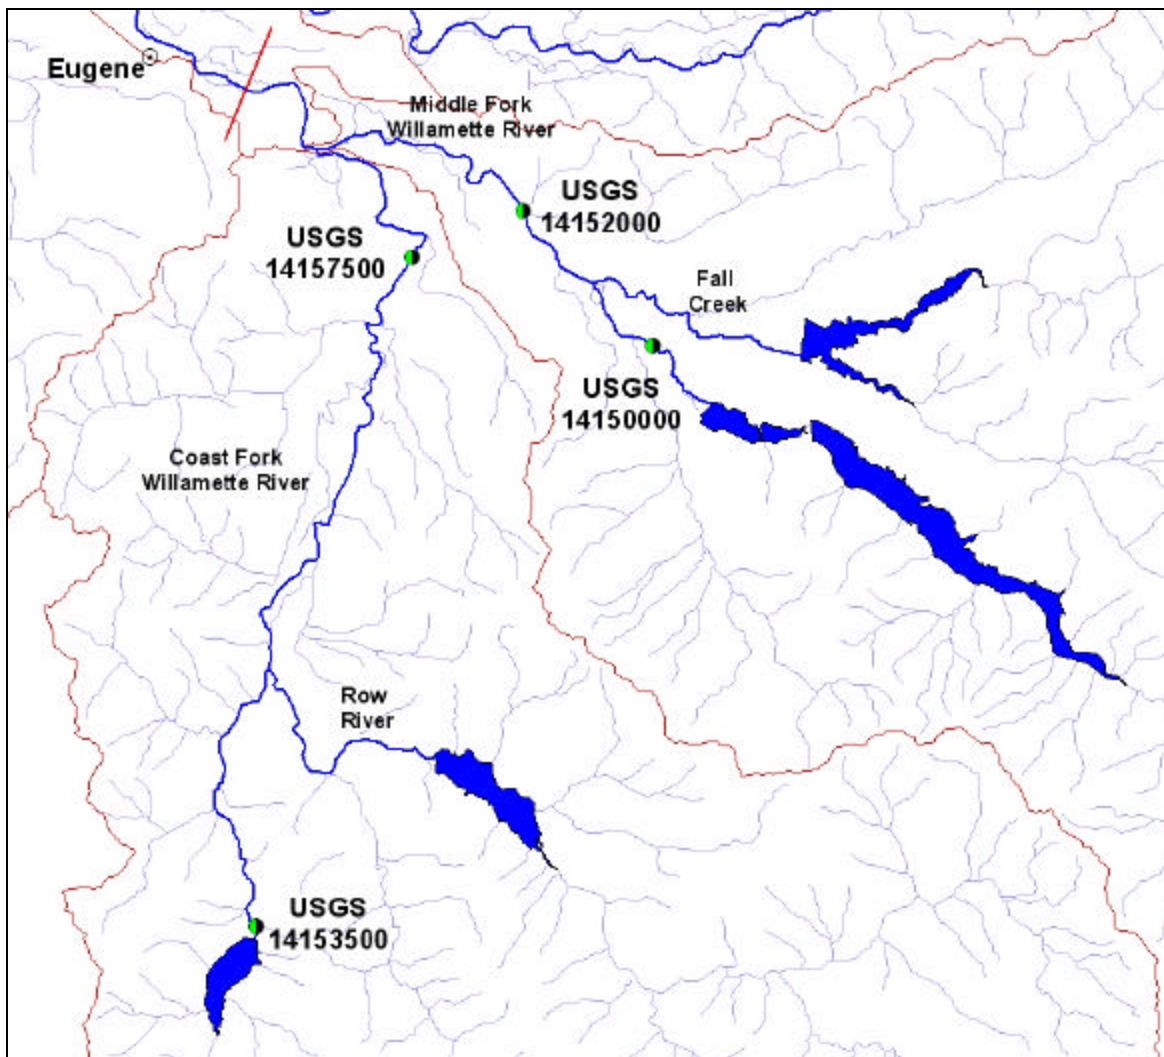 Eugene
Middle Fork
Willamette River
USGS
14152000
USGS
14157500
Fall
Creek
USGS
14150000
Coast Fork
Willamette River
Row
River
USGS
14153500